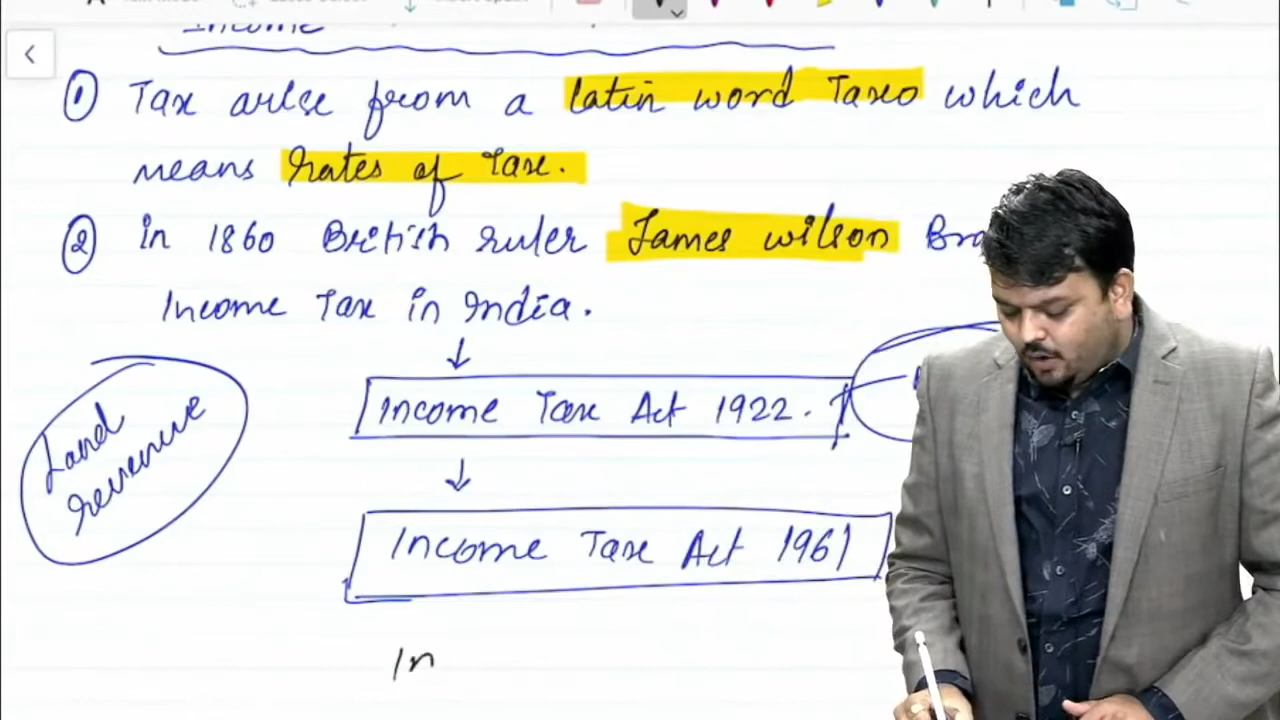 Income
① Tax arise from a latin word Taxo which
means Rates of Tax.
② In 1860 British ruler James wilson
Income Tax in India.
↓
Income Tax Act 1922.
Land
revenue
↓
Income Tax Act 1961
In